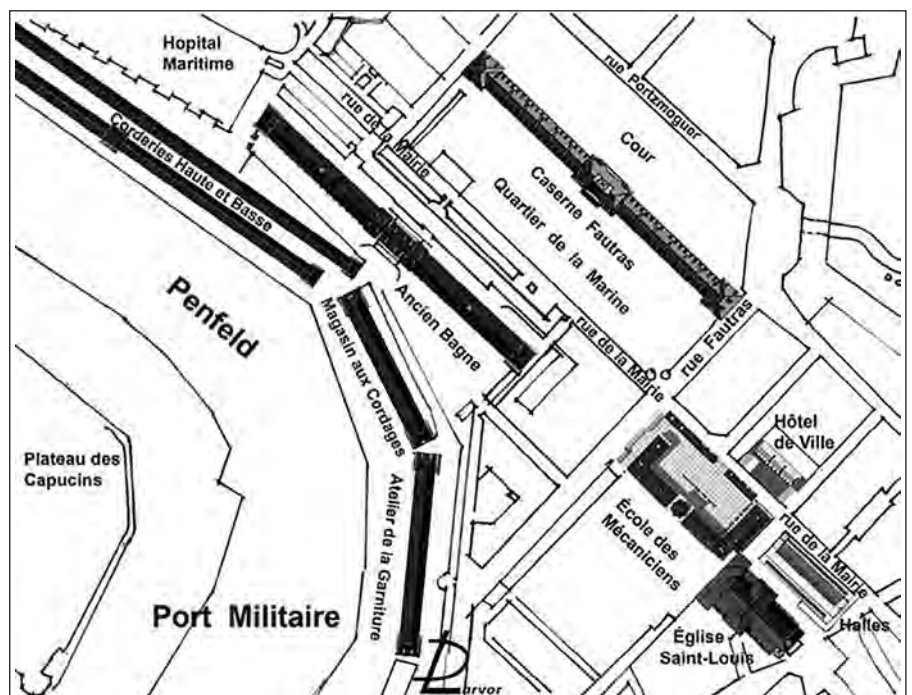 Hopital
Maritime
rue Portzmoguer
rue de la Mairie
Cour
Corderies Haute et Basse
Caserne Fautras
Quartier de la Marine
Penfeld
Ancien Bagne
Magasin aux Cordages
rue de la Mairie
rue Fautras
Hôtel
de Ville
Plateau des
Capucins
Atelier de la Garniture
École des
Mécaniciens
rue de la Mairie
Port Militaire
Halles
Église
Saint-Louis
Larvor